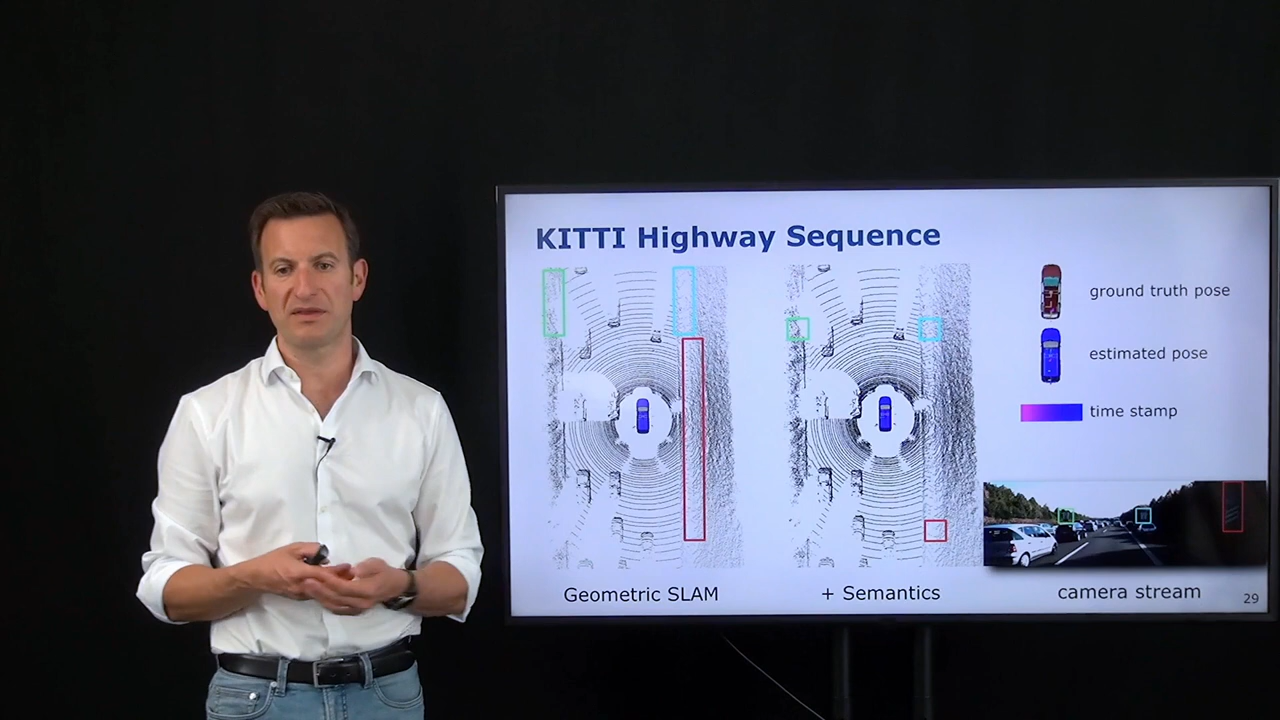 KITTI Highway Sequence
ground truth pose
estimated pose
time stamp
Geometric SLAM
+ Semantics
camera stream
29